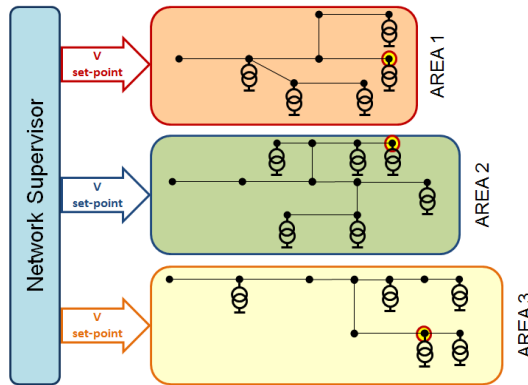 Network Supervisor
V
set-point
AREA 1
V
set-point
AREA 2
V
set-point
AREA 3